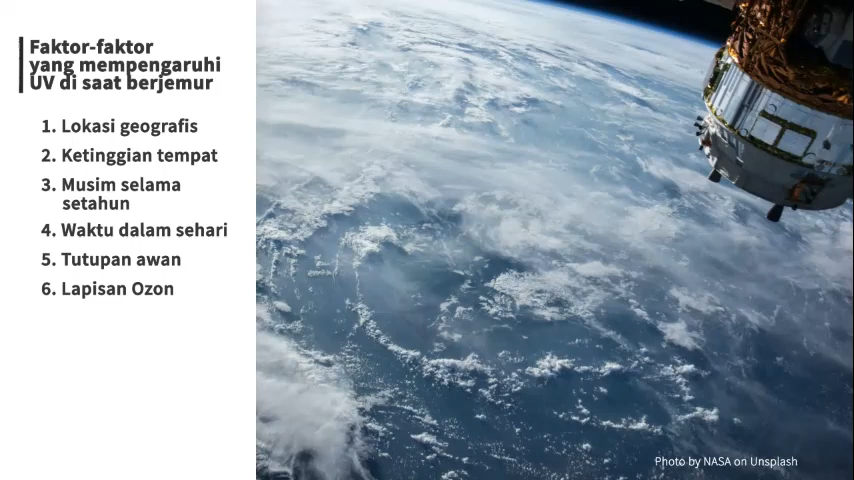 Faktor-faktor
yang mempengaruhi
UV di saat berjemur
1. Lokasi geografis
2. Ketinggian tempat
3. Musim selama
setahun
4. Waktu dalam sehari
5. Tutupan awan
6. Lapisan Ozon
Photo by NASA on Unsplash